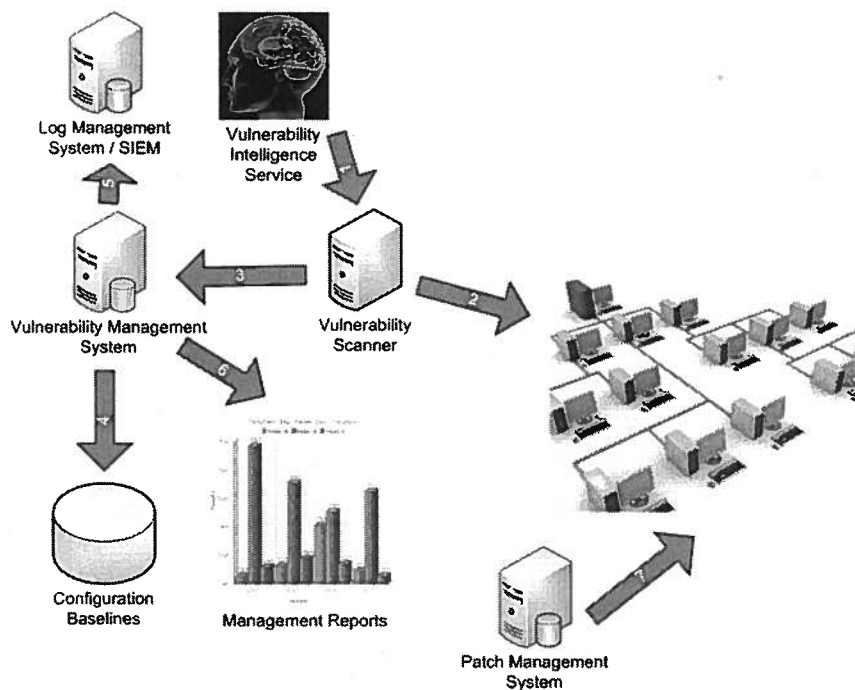 Log Management
System / SIEM
Vulnerability
Intelligence
Service
1
5
3
2
Vulnerability Management
System
Vulnerability
Scanner
4
6
Configuration
Baselines
Management Reports
7
Patch Management
System